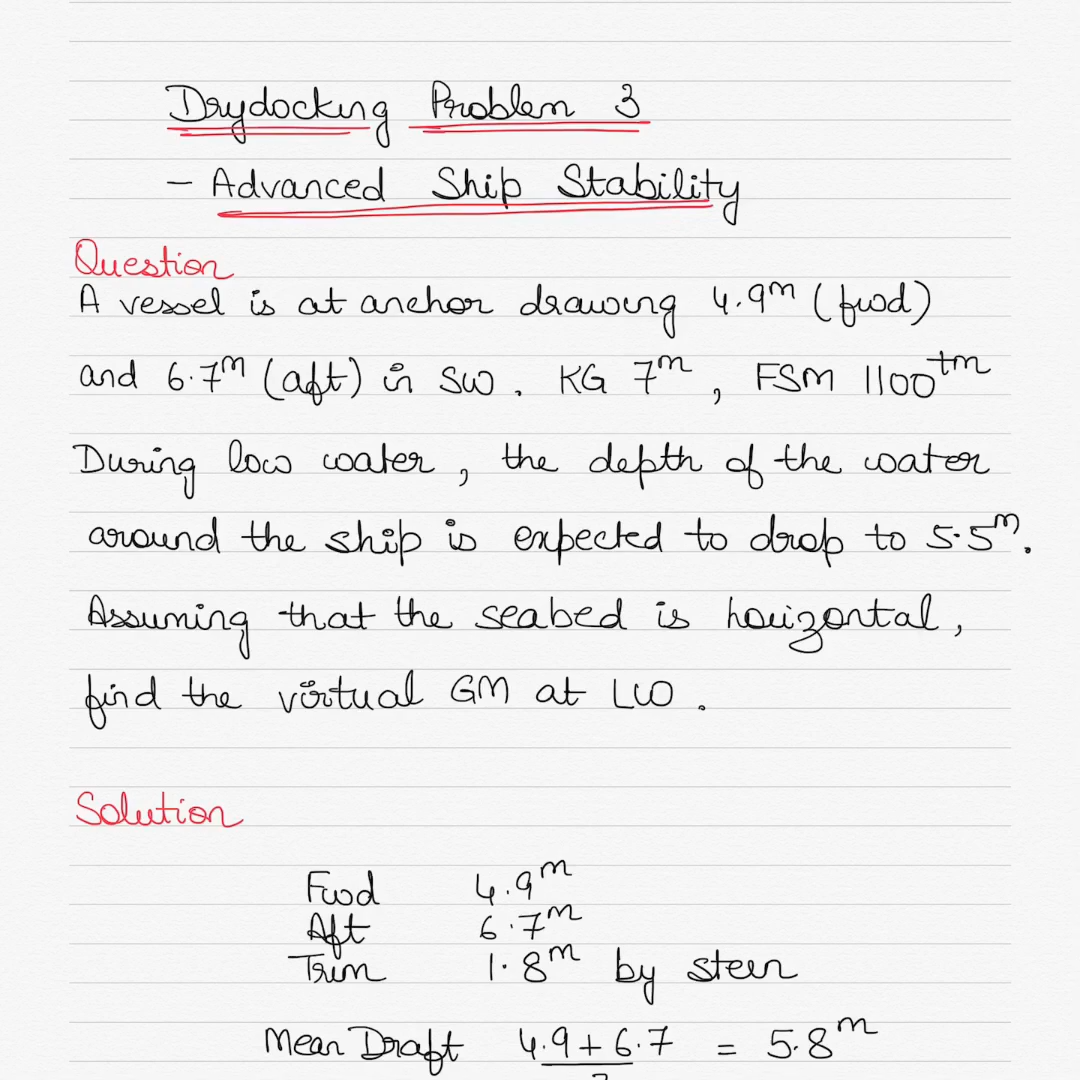 Drydocking Problem 3
- Advanced Ship Stability
Question
A vessel is at anchor drawing 4.9m (fwd)
and 6.7m (aft) in SW. KG 7m, FSM 1100tm
During low water, the depth of the water
around the ship is expected to drop to 5.5m.
Assuming that the seabed is horizontal,
find the virtual GM at LW.
Solution
Fwd 4.9m
Aft 6.7m
Trim 1.8m by stern
Mean Draft 4.9+6.7 = 5.8m